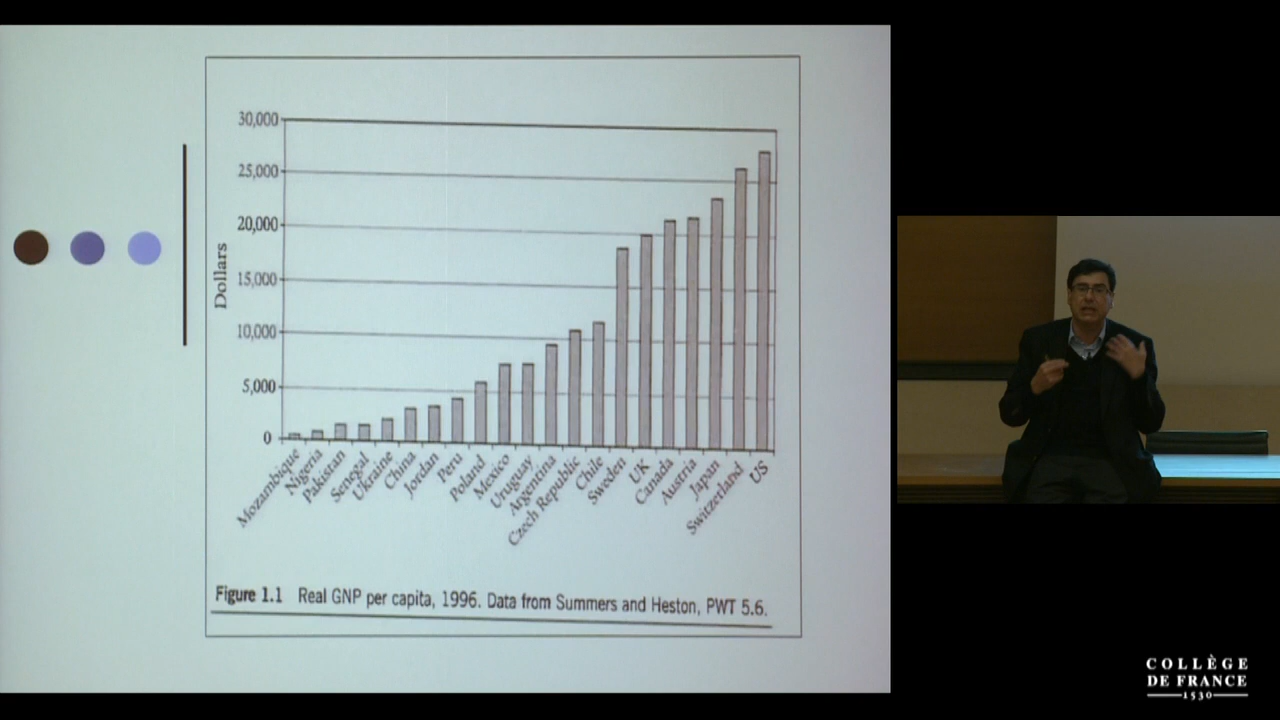 30,000
25,000
20,000
15,000
10,000
5,000
0
Dollars
Mozambique
Nigeria
Pakistan
Senegal
Ukraine
China
Jordan
Peru
Poland
Mexico
Uruguay
Argentina
Czech Republic
Chile
Sweden
UK
Canada
Austria
Japan
Switzetland
US
Figure 1.1 Real GNP per capita, 1996. Data from Summers and Heston, PWT 5.6.
COLLÈGE
DE FRANCE
1530